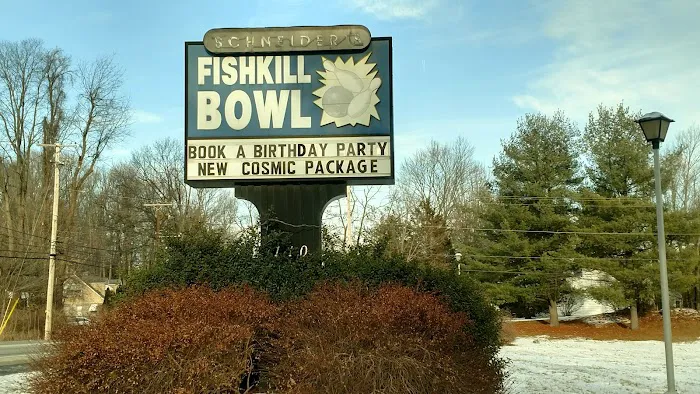 SCHNEIDER'S
FISHKILL
BOWL
BOOK A BIRTHDAY PARTY
NEW COSMIC PACKAGE